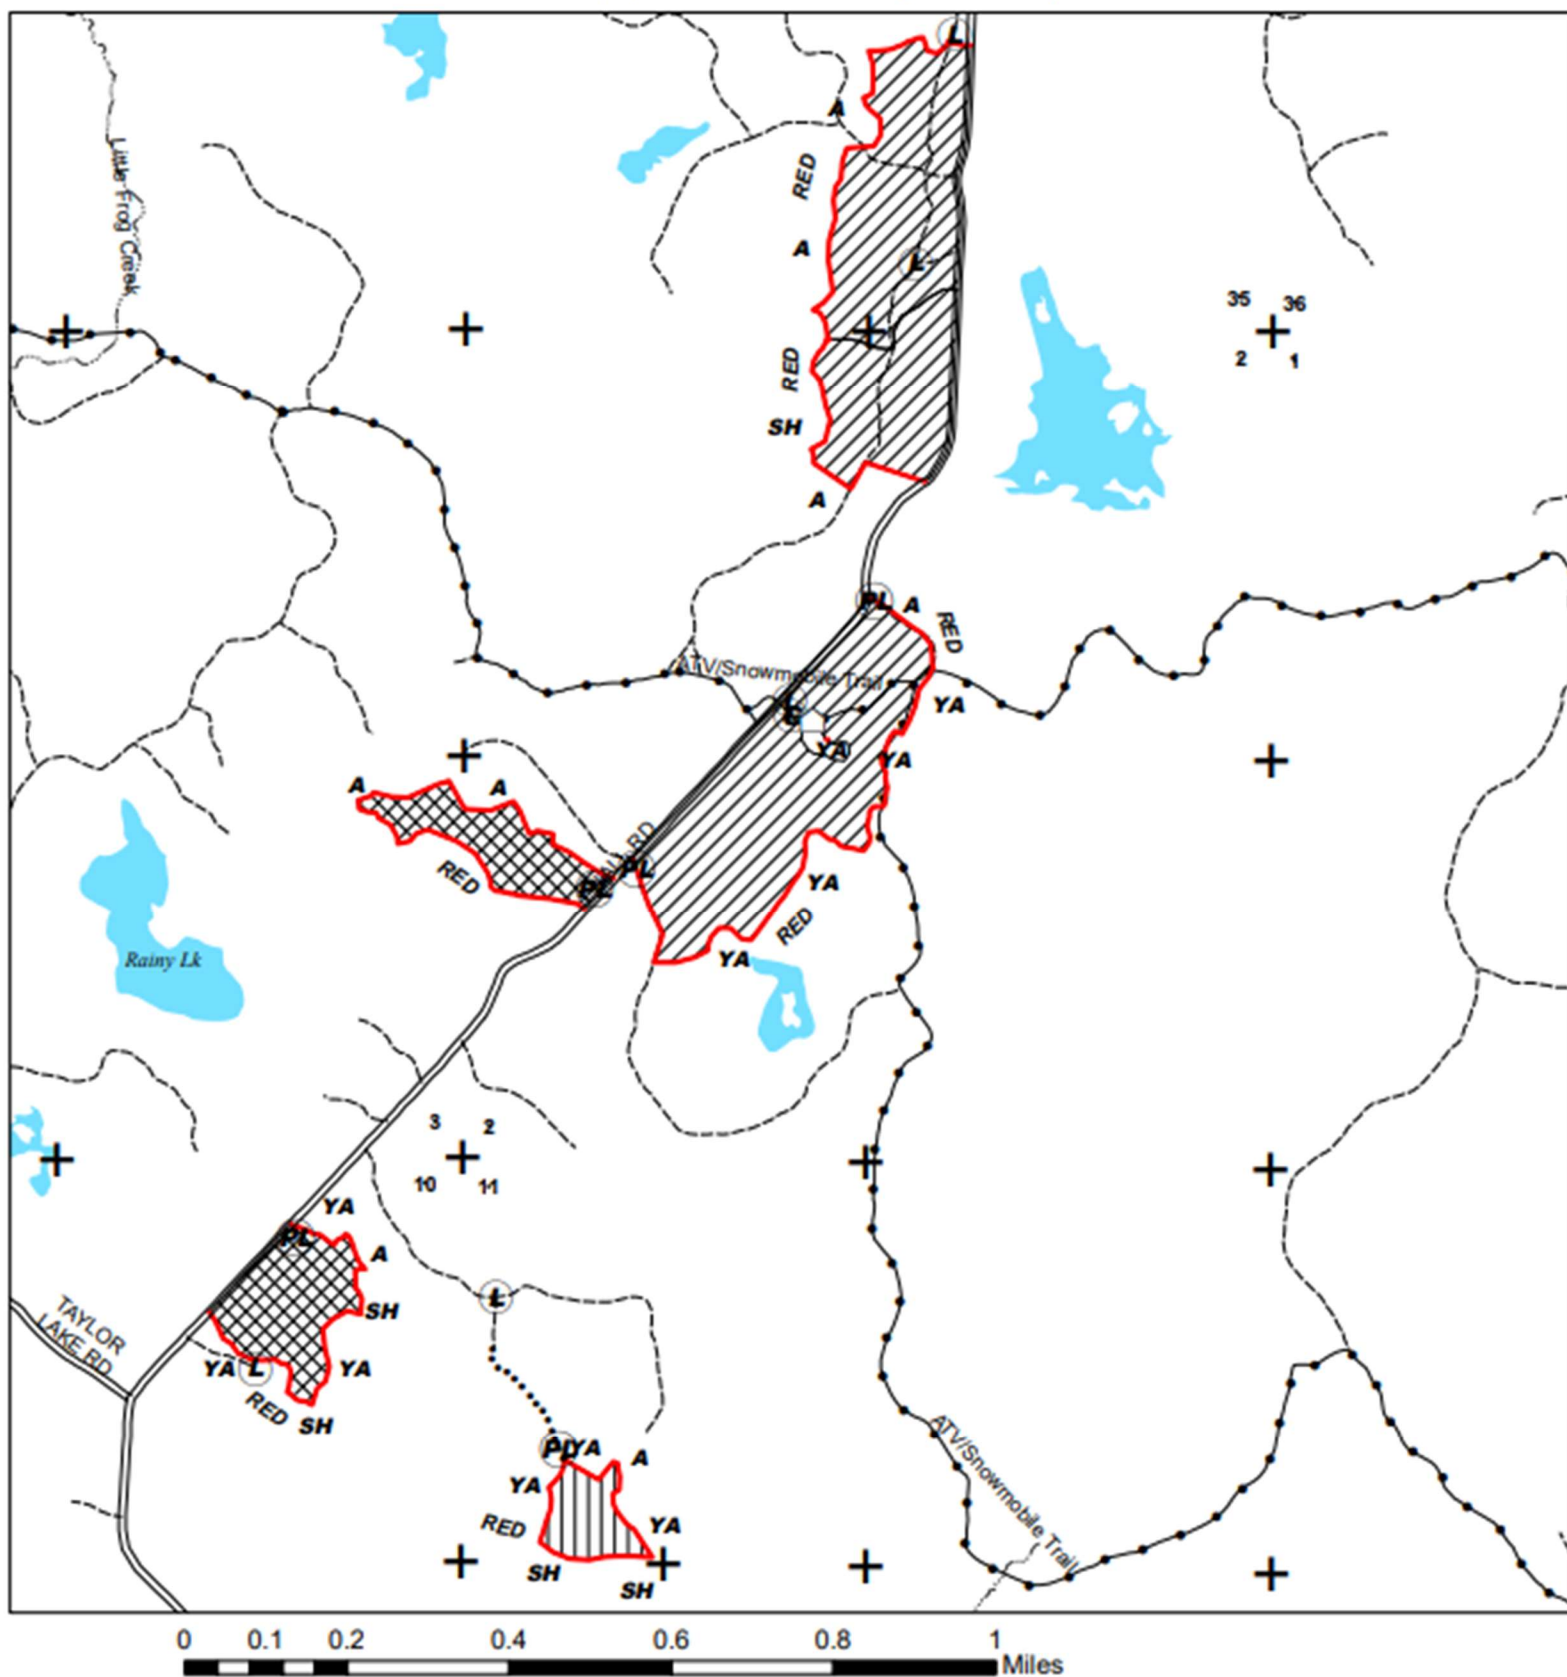 L
A
Little Frog Creek
RED
A
L
35 36
2 1
RED
SH
A
PL A
RED
ATV/Snowmobile Trail
L
YA
YA
YA
A
A
RD
PL
RED
PL
YA
RED
YA
Rainy Lk
3 2
10 11
YA
PL
A
L
SH
TAYLOR
LAKE RD
YA L
YA
RED
SH
ATV/Snowmobile Trail
PL YA
A
YA
RED
YA
SH
SH
0 0.1 0.2 0.4 0.6 0.8 1
Miles